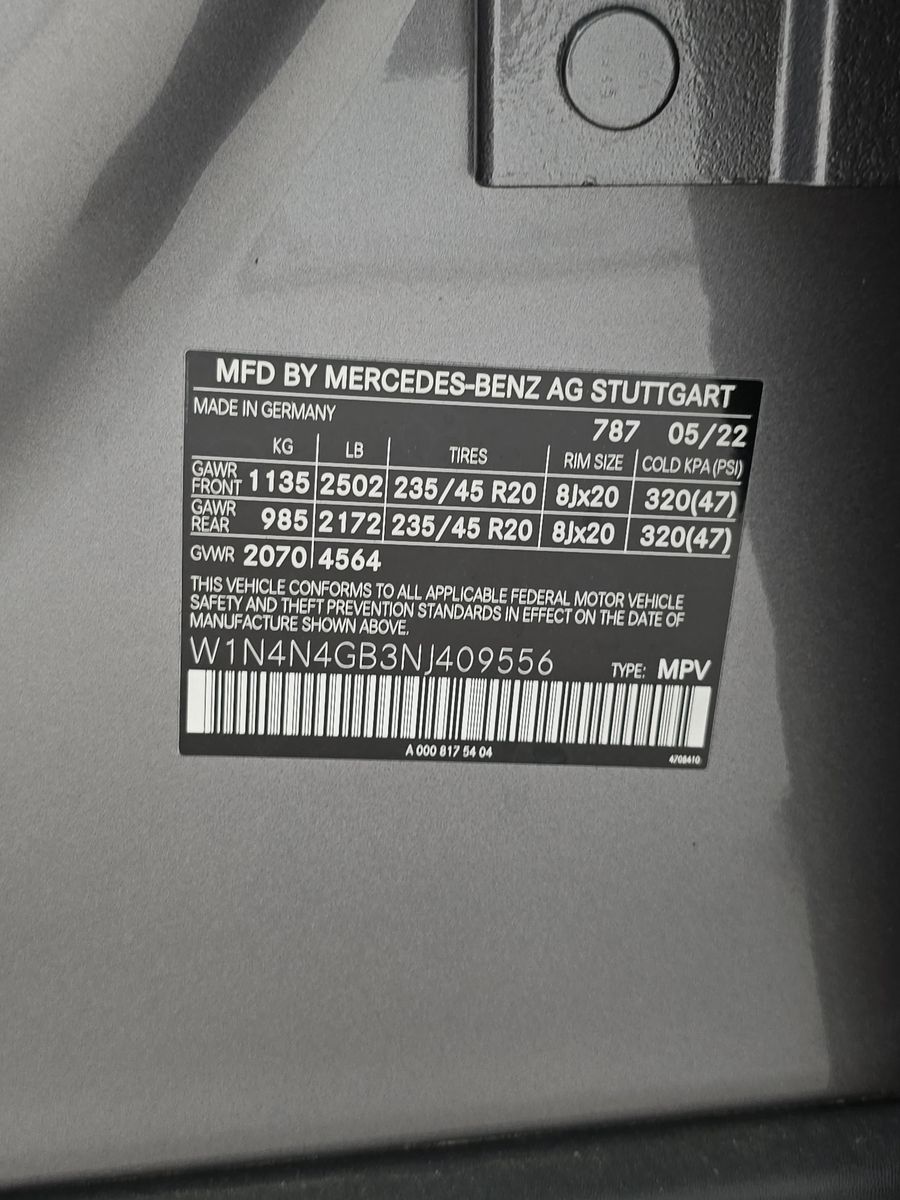 MFD BY MERCEDES-BENZ AG STUTTGART
MADE IN GERMANY
787 05/22
KG LB TIRES RIM SIZE COLD KPA (PSI)
GAWR FRONT 1135 2502 235/45 R20 8Jx20 320(47)
GAWR REAR 985 2172 235/45 R20 8Jx20 320(47)
GVWR 2070 4564
THIS VEHICLE CONFORMS TO ALL APPLICABLE FEDERAL MOTOR VEHICLE
SAFETY AND THEFT PREVENTION STANDARDS IN EFFECT ON THE DATE OF
MANUFACTURE SHOWN ABOVE.
W1N4N4GB3NJ409556 TYPE: MPV
A 000 817 54 04
4708410